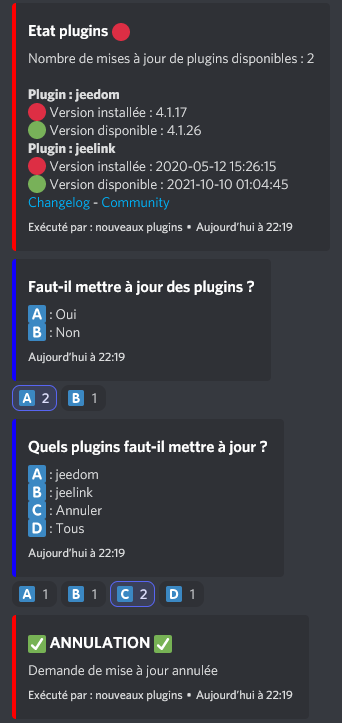 Etat plugins 🔴
Nombre de mises à jour de plugins disponibles : 2
Plugin : jeedom
🔴 Version installée : 4.1.17
🟢 Version disponible : 4.1.26
Plugin : jeelink
🔴 Version installée : 2020-05-12 15:26:15
🟢 Version disponible : 2021-10-10 01:04:45
Changelog - Community
Exécuté par : nouveaux plugins • Aujourd'hui à 22:19
Faut-il mettre à jour des plugins ?
A : Oui
B : Non
Aujourd'hui à 22:19
A 2 B 1
Quels plugins faut-il mettre à jour ?
A : jeedom
B : jeelink
C : Annuler
D : Tous
Aujourd'hui à 22:19
A 1 B 1 C 2 D 1
✅ ANNULATION ✅
Demande de mise à jour annulée
Exécuté par : nouveaux plugins • Aujourd'hui à 22:19